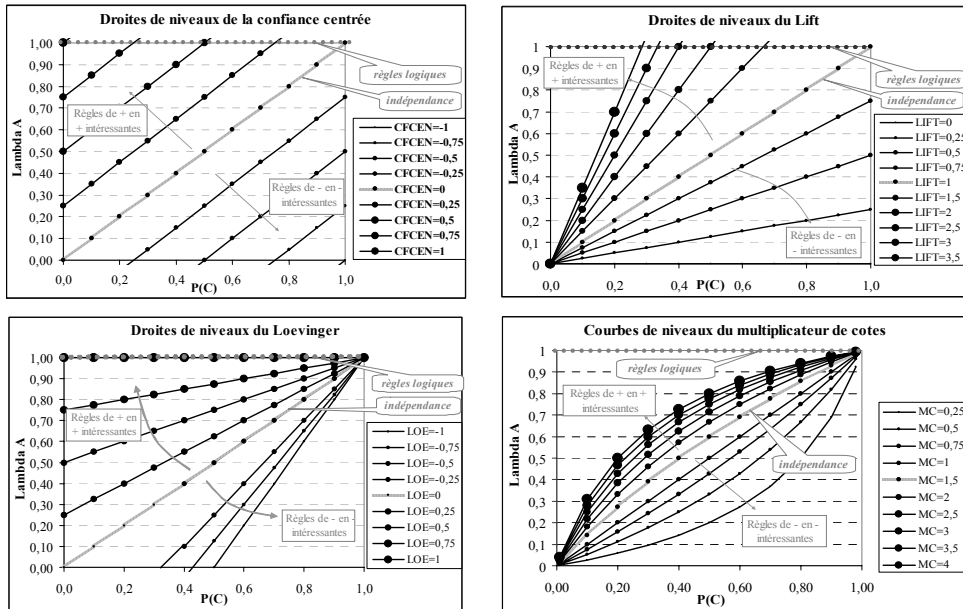 Droites de niveaux de la confiance centrée
1,00
0,90
0,80
0,70
0,60
0,50
0,40
0,30
0,20
0,10
0,00
Lambda A
0,0
0,2
0,4
0,6
0,8
1,0
P(C)
règles logiques
indépendance
Règles de + en
+ intéressantes
Règles de - en -
intéressantes
CFCEN=-1
CFCEN=-0,75
CFCEN=-0,5
CFCEN=-0,25
CFCEN=0
CFCEN=0,25
CFCEN=0,5
CFCEN=0,75
CFCEN=1
Droites de niveaux du Lift
1
0,9
0,8
0,7
0,6
0,5
0,4
0,3
0,2
0,1
0
Lambda A
0,0
0,2
0,4
0,6
0,8
1,0
P(C)
règles logiques
indépendance
Règles de + en
+ intéressantes
Règles de - en
- intéressantes
LIFT=0
LIFT=0,25
LIFT=0,5
LIFT=0,75
LIFT=1
LIFT=1,5
LIFT=2
LIFT=2,5
LIFT=3
LIFT=3,5
Droites de niveaux du Loevinger
1,00
0,90
0,80
0,70
0,60
0,50
0,40
0,30
0,20
0,10
0,00
Lambda A
0,0
0,2
0,4
0,6
0,8
1,0
P(C)
règles logiques
indépendance
Règles de + en
+ intéressantes
Règles de - en -
intéressantes
LOE=-1
LOE=-0,75
LOE=-0,5
LOE=-0,25
LOE=0
LOE=0,25
LOE=0,5
LOE=0,75
LOE=1
Courbes de niveaux du multiplicateur de cotes
1
0,9
0,8
0,7
0,6
0,5
0,4
0,3
0,2
0,1
0
Lambda A
0,00
0,20
0,40
0,60
0,80
1,00
P(C)
règles logiques
Règles de + en +
intéressantes
indépendance
Règles de - en -
intéressantes
MC=0,25
MC=0,5
MC=0,75
MC=1
MC=1,5
MC=2
MC=2,5
MC=3
MC=3,5
MC=4